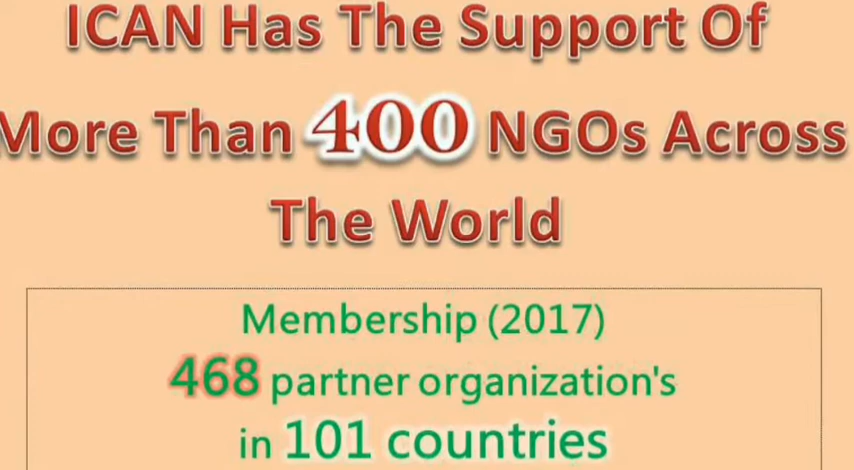 ICAN Has The Support Of
More Than 400 NGOs Across
The World
Membership (2017)
468 partner organization's
in 101 countries